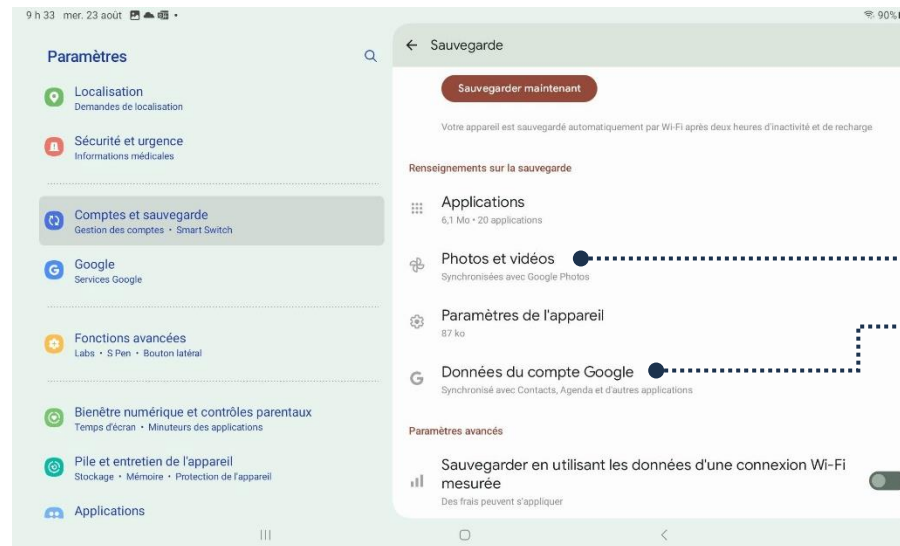 9 h 33 mer. 23 août
90%
Paramètres
Localisation
Demandes de localisation
Sécurité et urgence
Informations médicales
Comptes et sauvegarde
Gestion des comptes • Smart Switch
Google
Services Google
Fonctions avancées
Labs • S Pen • Bouton latéral
Bienêtre numérique et contrôles parentaux
Temps d'écran • Minuteurs des applications
Pile et entretien de l'appareil
Stockage • Mémoire • Protection de l'appareil
Applications
Sauvegarde
Sauvegarder maintenant
Votre appareil est sauvegardé automatiquement par Wi-Fi après deux heures d'inactivité et de recharge
Renseignements sur la sauvegarde
Applications
6,1 Mo • 20 applications
Photos et vidéos
Synchronisées avec Google Photos
Paramètres de l'appareil
87 ko
Données du compte Google
Synchronisé avec Contacts, Agenda et d'autres applications
Paramètres avancés
Sauvegarder en utilisant les données d'une connexion Wi-Fi
mesurée
Des frais peuvent s'appliquer